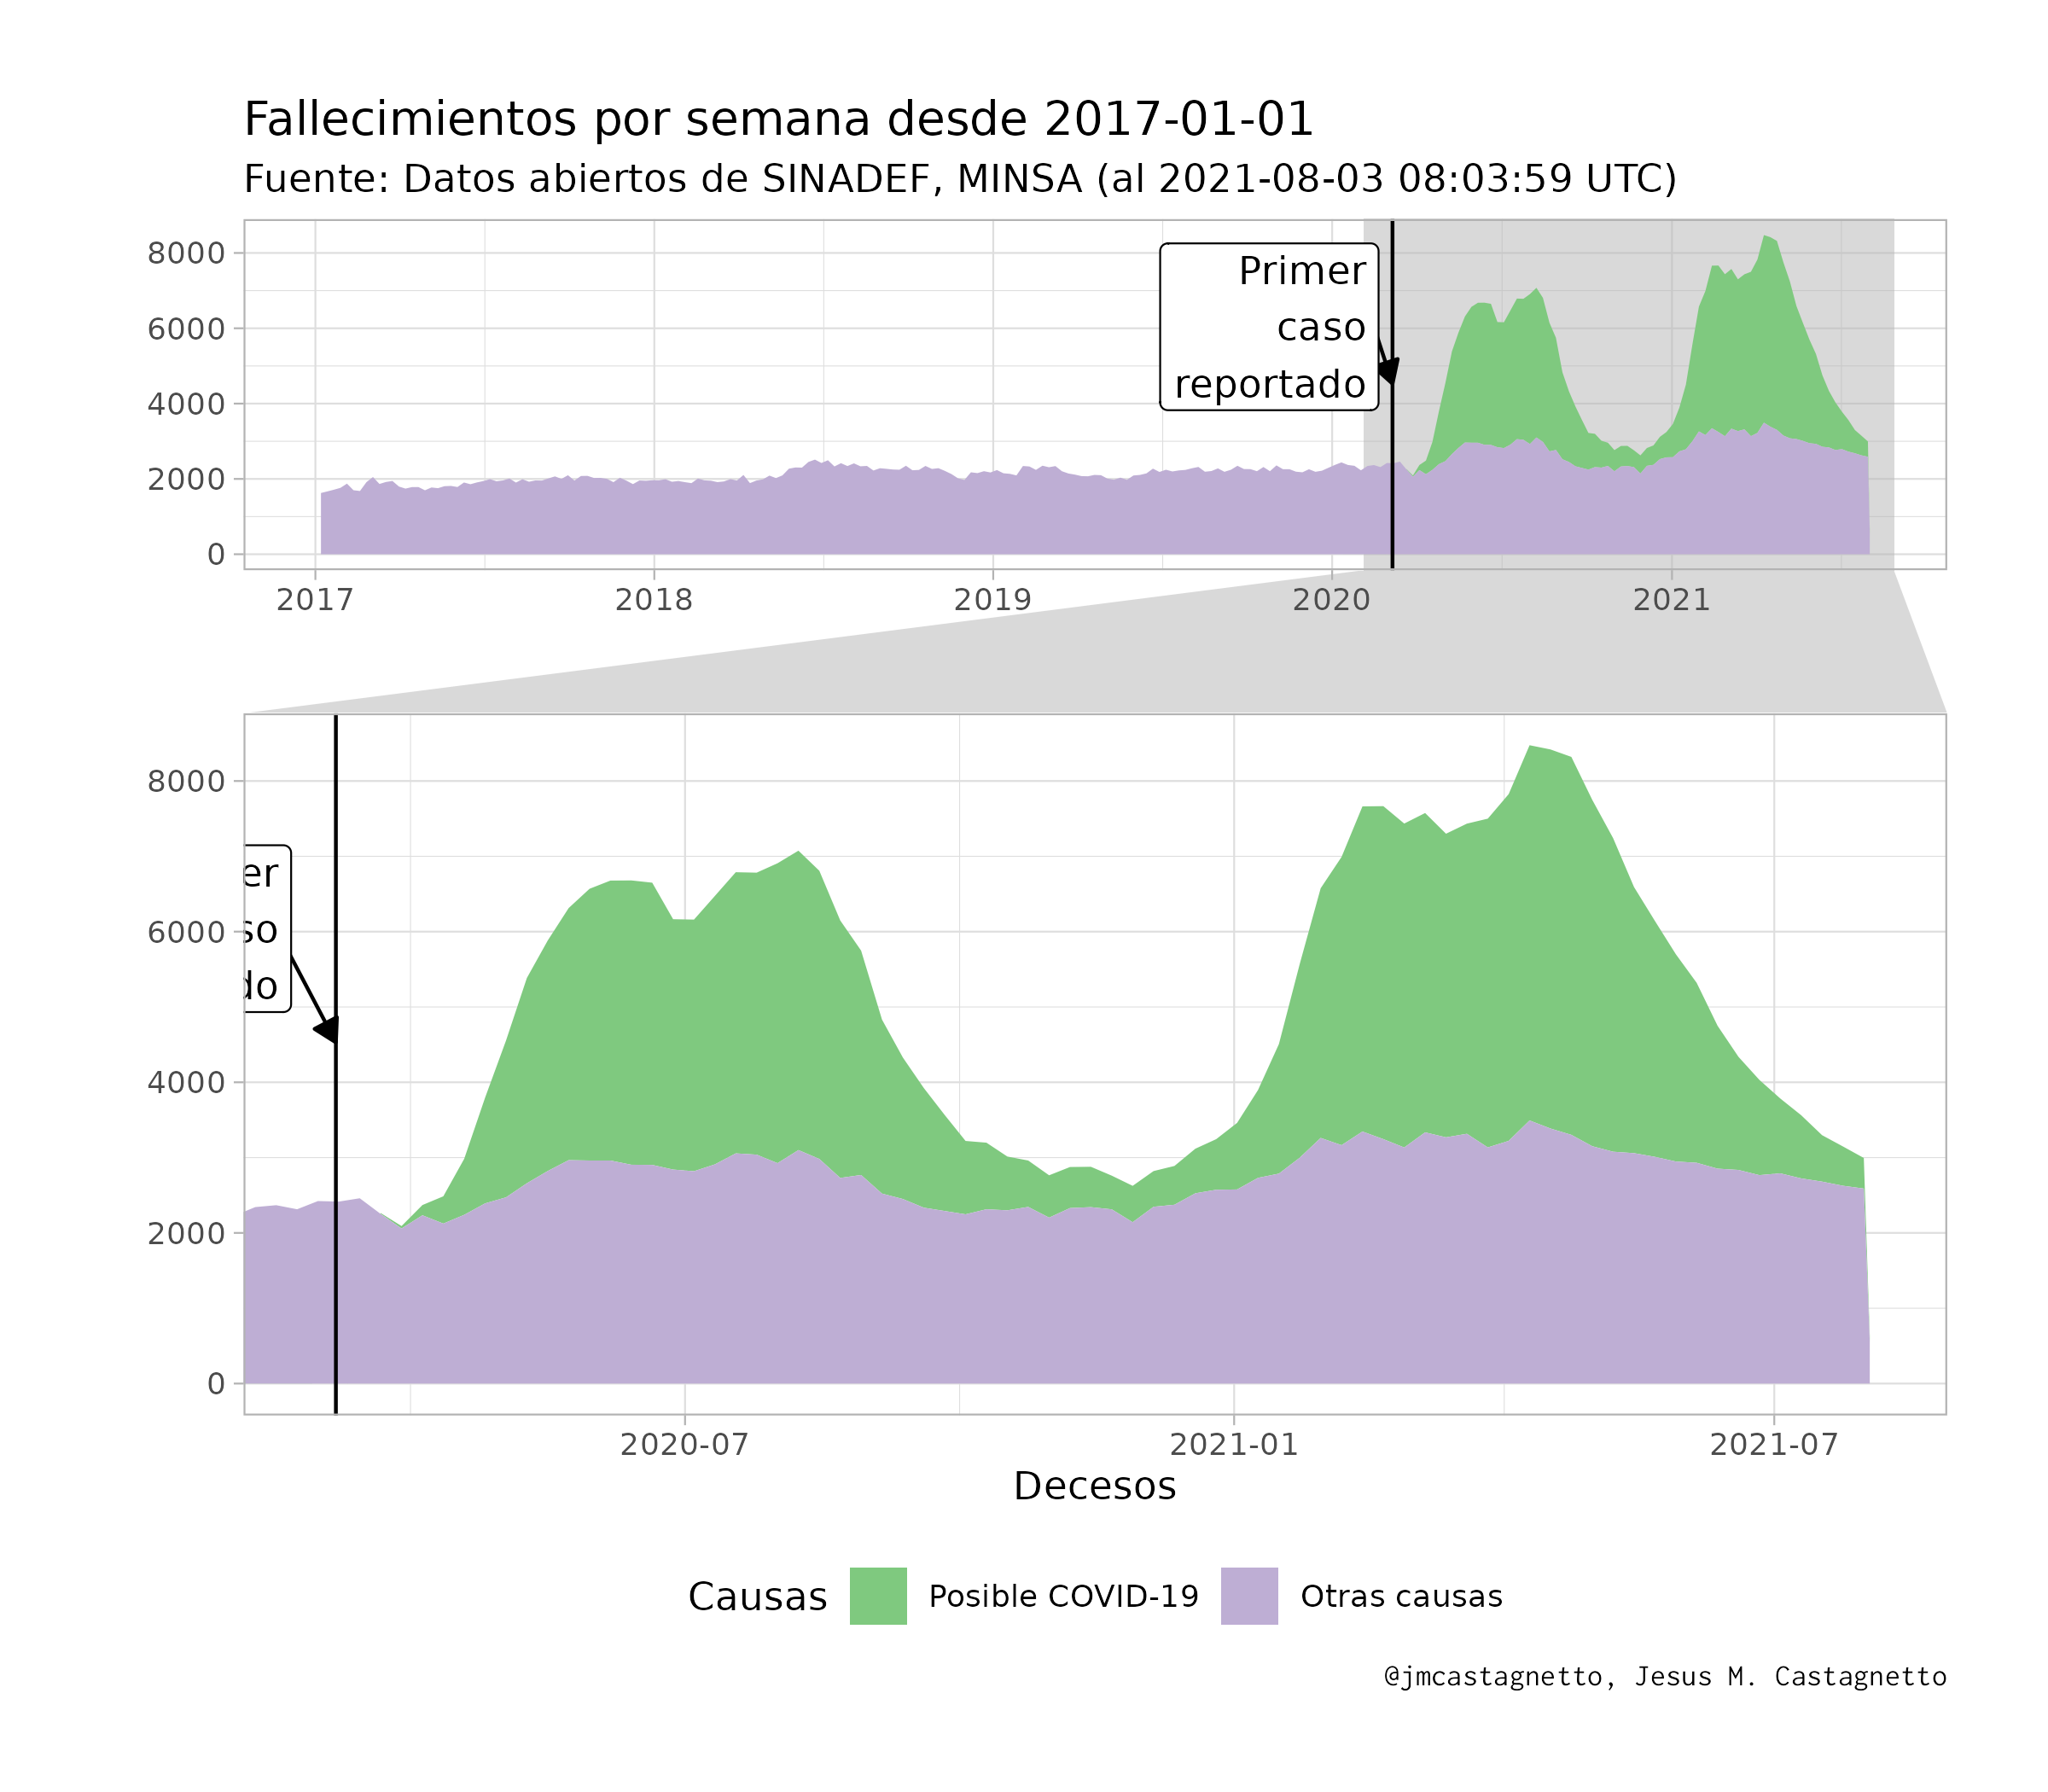 Fallecimientos por semana desde 2017-01-01
Fuente: Datos abiertos de SINADEF, MINSA (al 2021-08-03 08:03:59 UTC)
8000
6000
4000
2000
0
Primer
caso
reportado
2017 2018 2019 2020 2021
8000
6000
4000
2000
0
er
so
do
2020-07 2021-01 2021-07
Decesos
Causas Posible COVID-19 Otras causas
@jmcastagnetto, Jesus M. Castagnetto